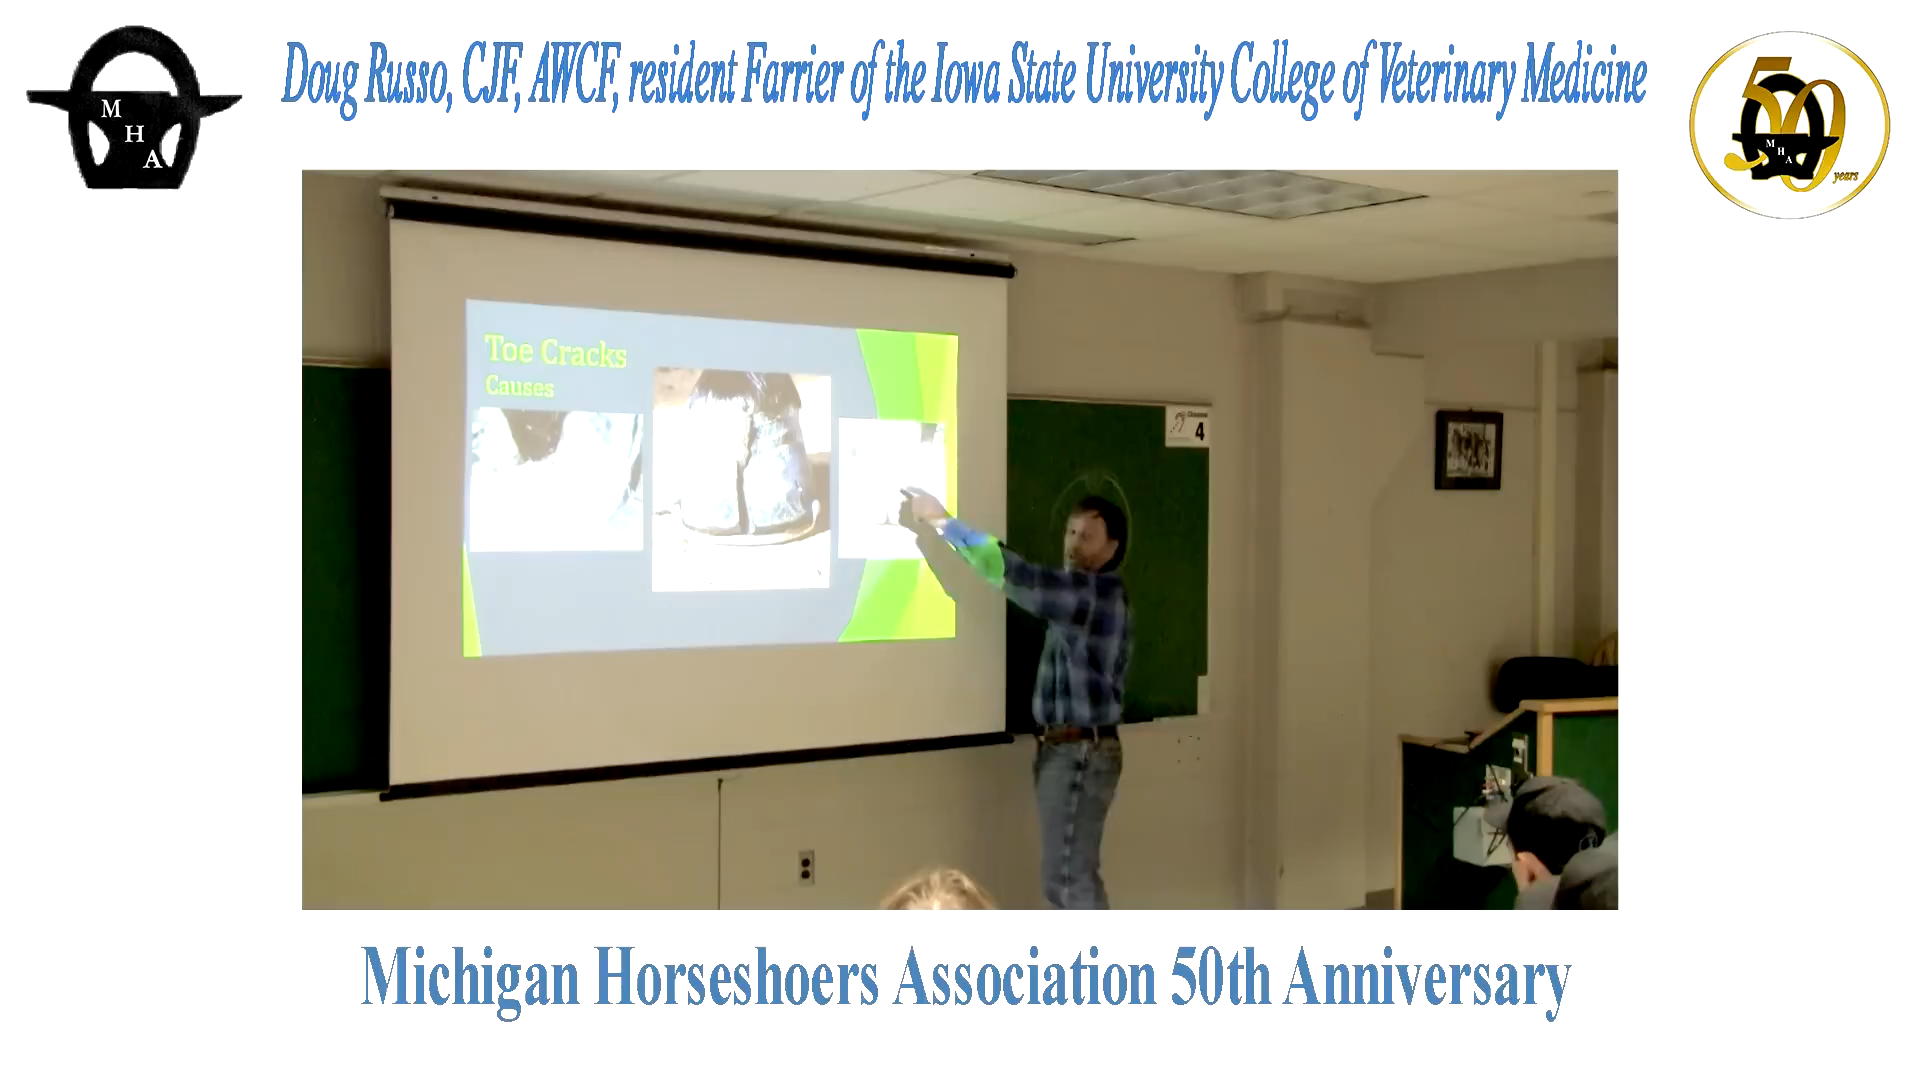 Doug Russo, CJF, AWCF, resident Farrier of the Iowa State University College of Veterinary Medicine
M
H
A
50
M
H
A
years
Toe Cracks
Causes
4
Michigan Horseshoers Association 50th Anniversary